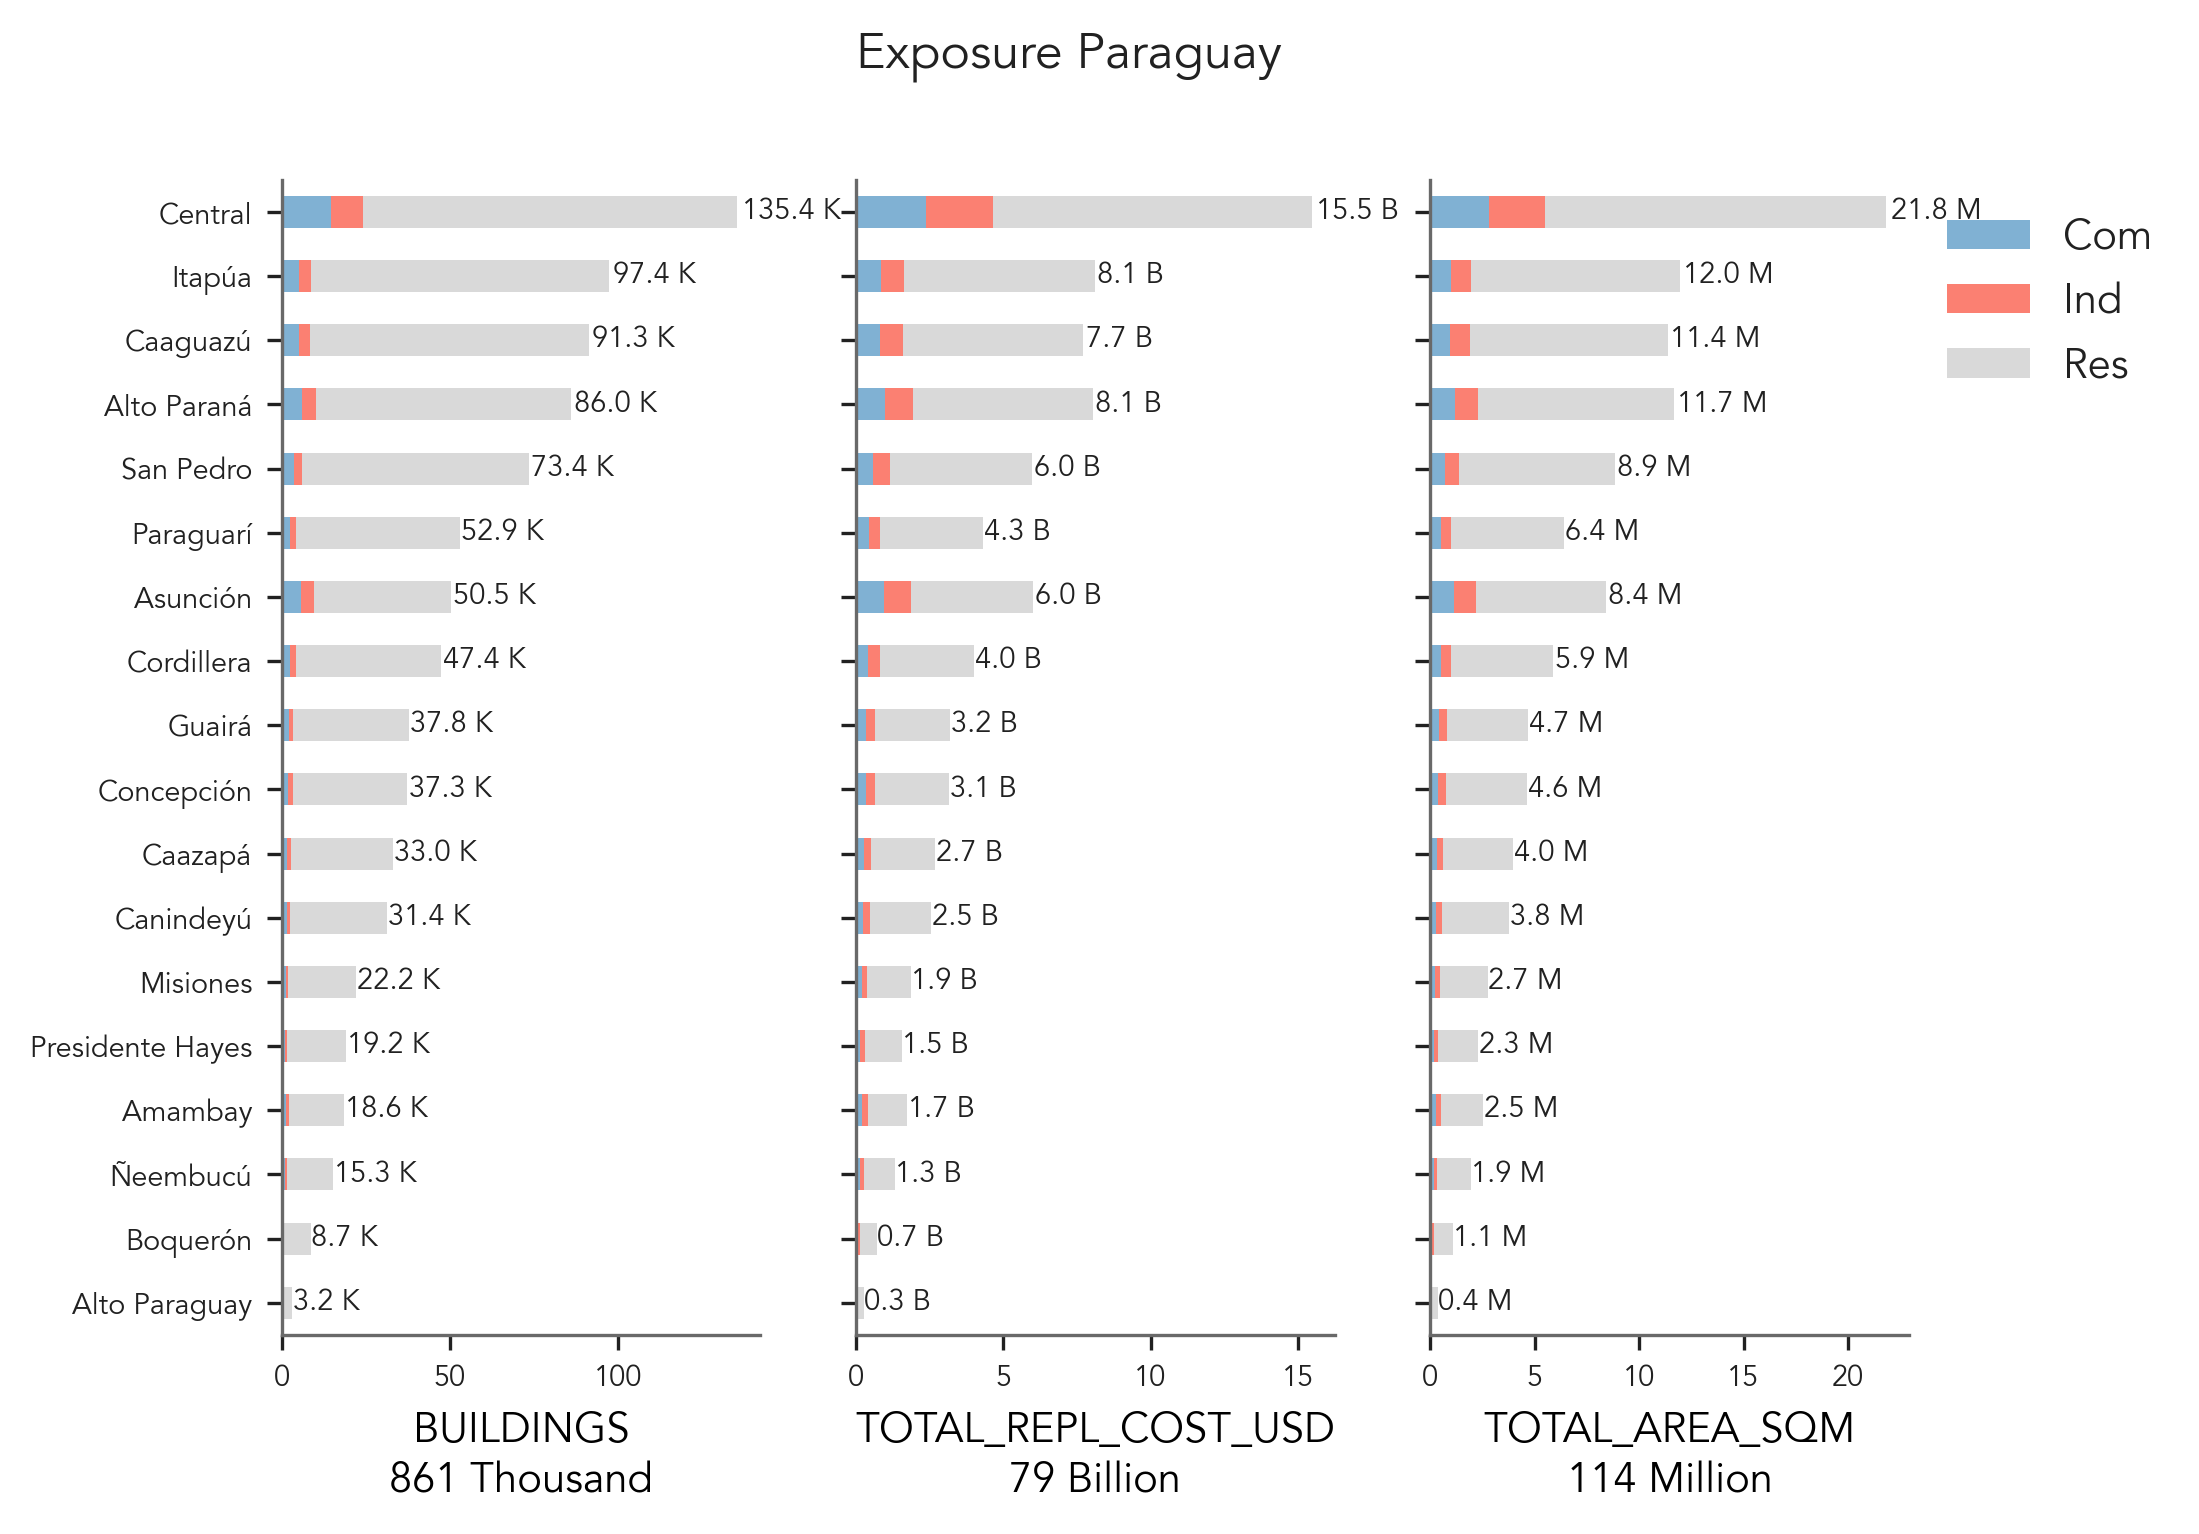 Exposure Paraguay
Central 135.4 K 15.5 B 21.8 M
Itapúa 97.4 K 8.1 B 12.0 M
Caaguazú 91.3 K 7.7 B 11.4 M
Alto Paraná 86.0 K 8.1 B 11.7 M
San Pedro 73.4 K 6.0 B 8.9 M
Paraguarí 52.9 K 4.3 B 6.4 M
Asunción 50.5 K 6.0 B 8.4 M
Cordillera 47.4 K 4.0 B 5.9 M
Guairá 37.8 K 3.2 B 4.7 M
Concepción 37.3 K 3.1 B 4.6 M
Caazapá 33.0 K 2.7 B 4.0 M
Canindeyú 31.4 K 2.5 B 3.8 M
Misiones 22.2 K 1.9 B 2.7 M
Presidente Hayes 19.2 K 1.5 B 2.3 M
Amambay 18.6 K 1.7 B 2.5 M
Ñeembucú 15.3 K 1.3 B 1.9 M
Boquerón 8.7 K 0.7 B 1.1 M
Alto Paraguay 3.2 K 0.3 B 0.4 M
0 50 100 0 5 10 15 0 5 10 15 20
BUILDINGS TOTAL_REPL_COST_USD TOTAL_AREA_SQM
861 Thousand 79 Billion 114 Million
Com
Ind
Res